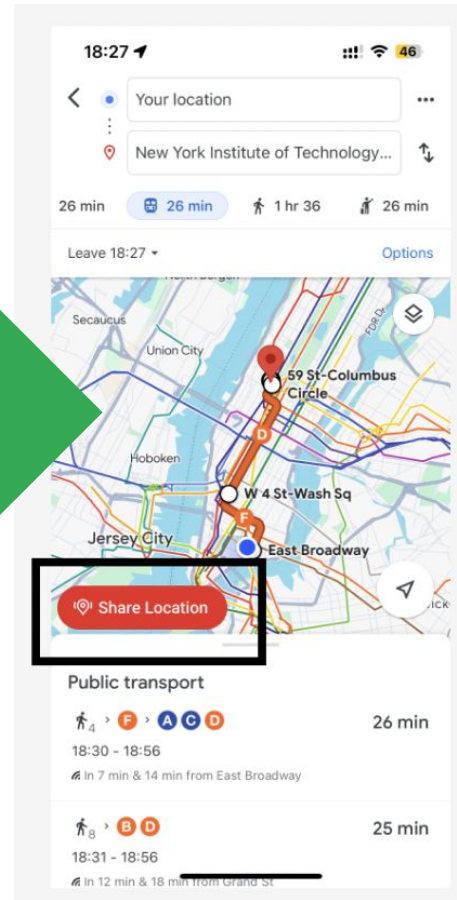 18:27
46
Your location
New York Institute of Technology...
26 min
26 min
1 hr 36
26 min
Leave 18:27
Options
Secaucus
FDR Dr
Union City
59 St-Columbus
Circle
D
Hoboken
W 4 St-Wash Sq
F
Jersey City
East Broadway
Share Location
Public transport
4 F A C D 26 min
18:30 - 18:56
In 7 min & 14 min from East Broadway
8 B D 25 min
18:31 - 18:56
In 12 min & 18 min from Grand St